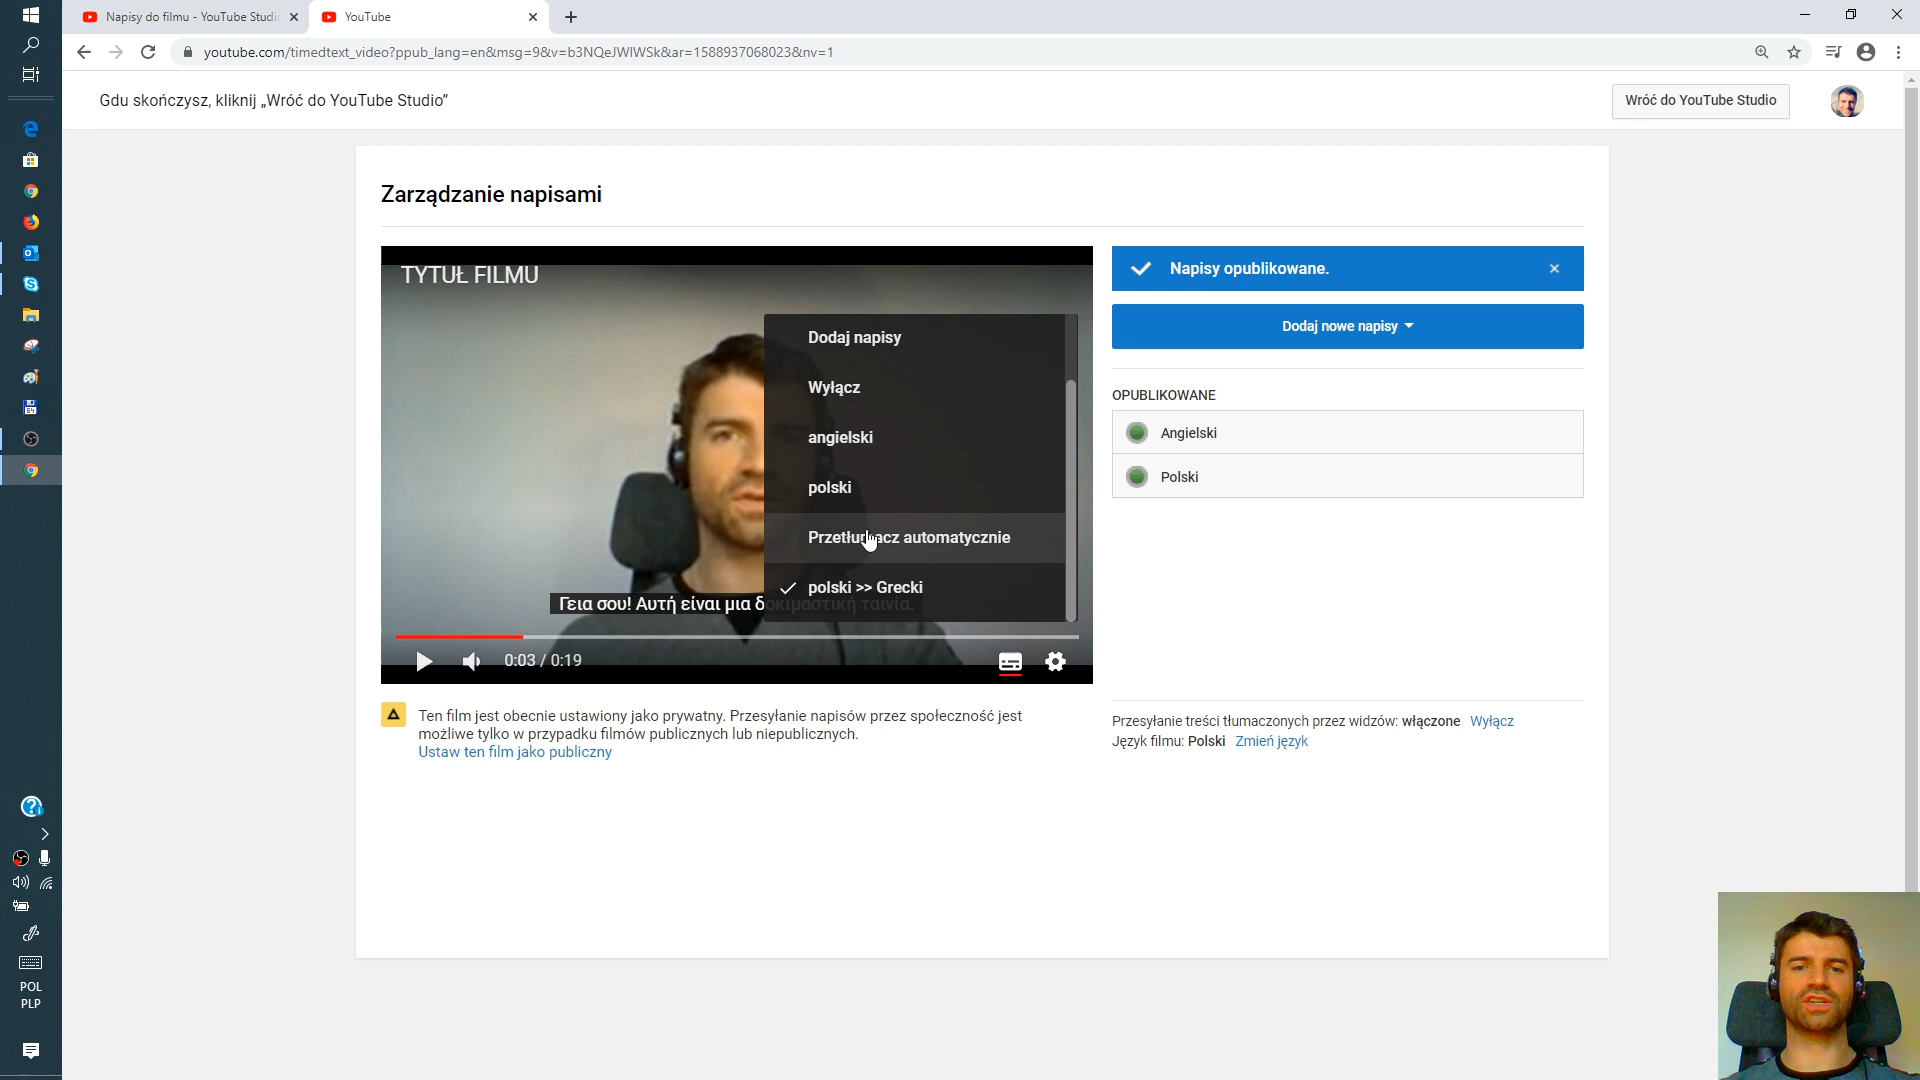 Napisy do filmu - YouTube Studi
YouTube
youtube.com/timedtext_video?ppub_lang=en&msg=9&v=b3NQeJWlWSk&ar=1588937068023&nv=1
Gdu skończysz, kliknij „Wróć do YouTube Studio”
Wróć do YouTube Studio
Zarządzanie napisami
TYTUŁ FILMU
Dodaj napisy
Wyłącz
angielski
polski
Przetłumacz automatycznie
polski >> Grecki
Γεια σου! Αυτή είναι μια δοκιμαστική ταινία.
0:03 / 0:19
Napisy opublikowane.
Dodaj nowe napisy
OPUBLIKOWANE
Angielski
Polski
Ten film jest obecnie ustawiony jako prywatny. Przesyłanie napisów przez społeczność jest
możliwe tylko w przypadku filmów publicznych lub niepublicznych.
Ustaw ten film jako publiczny
Przesyłanie treści tłumaczonych przez widzów: włączone Wyłącz
Język filmu: Polski Zmień język
64
POL
PLP